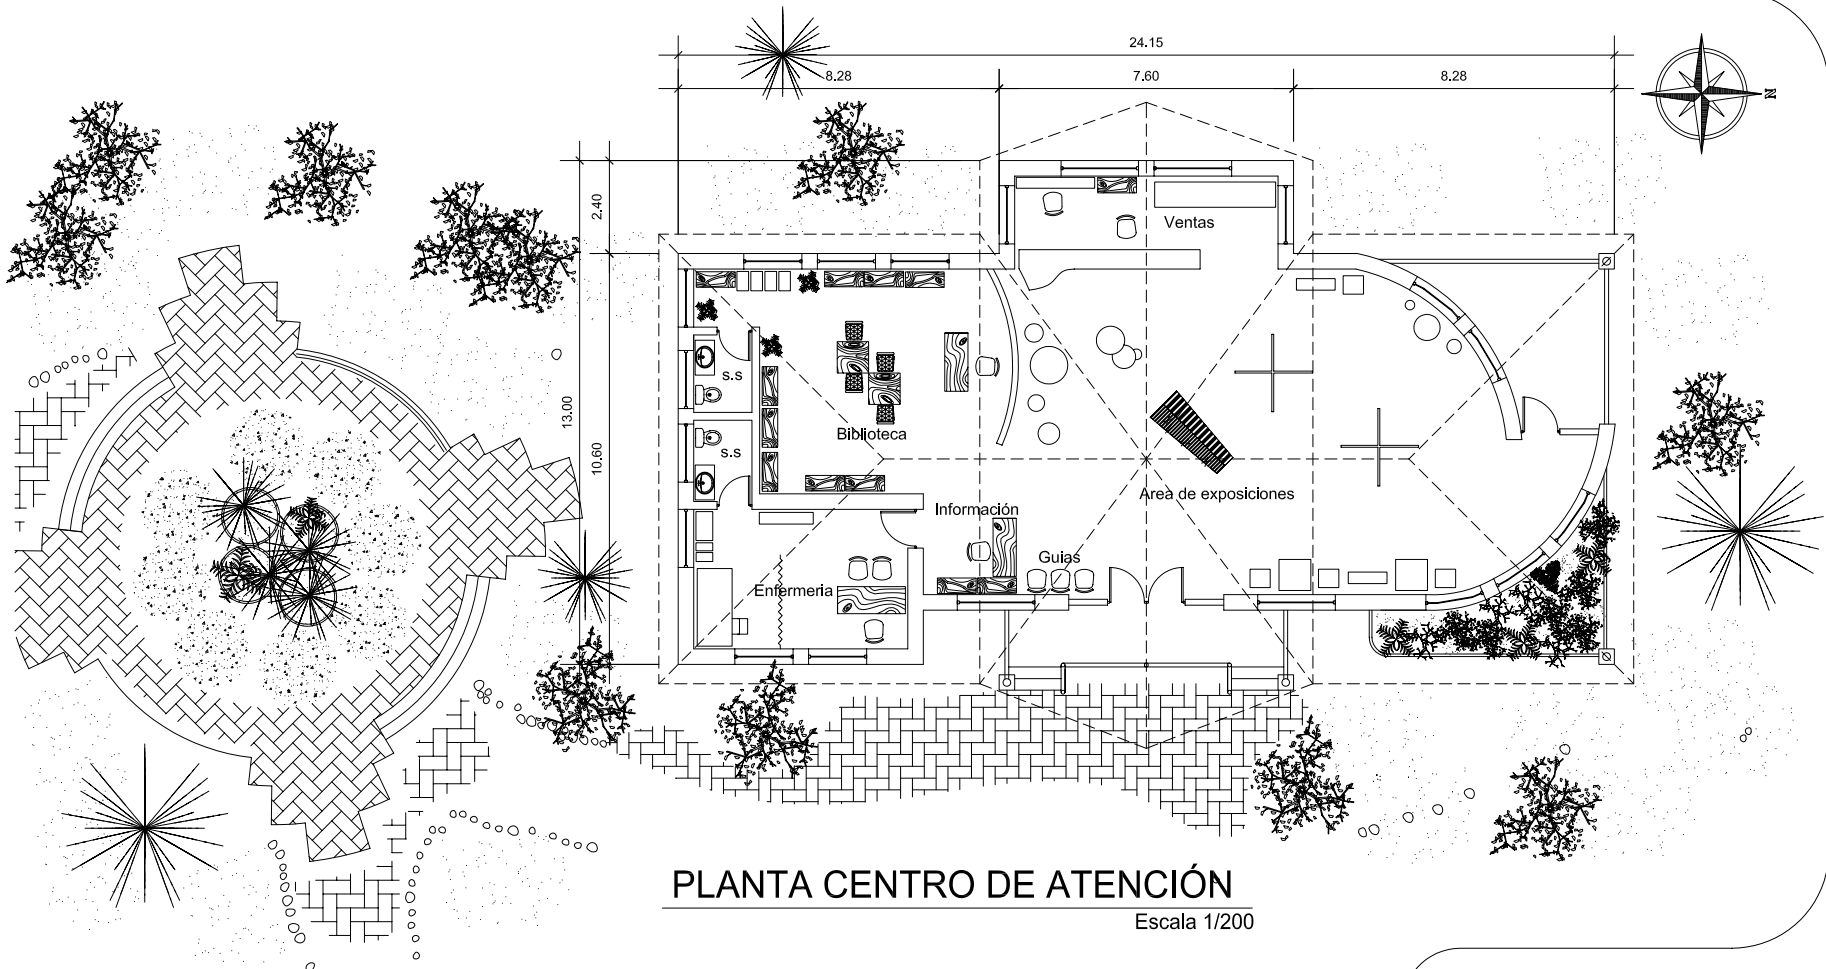 24.15
8.28
7.60
8.28
N
2.40
Ventas
13.00
s.s
Biblioteca
s.s
10.60
Area de exposiciones
Información
Guias
Enfermeria
PLANTA CENTRO DE ATENCIÓN
Escala 1/200